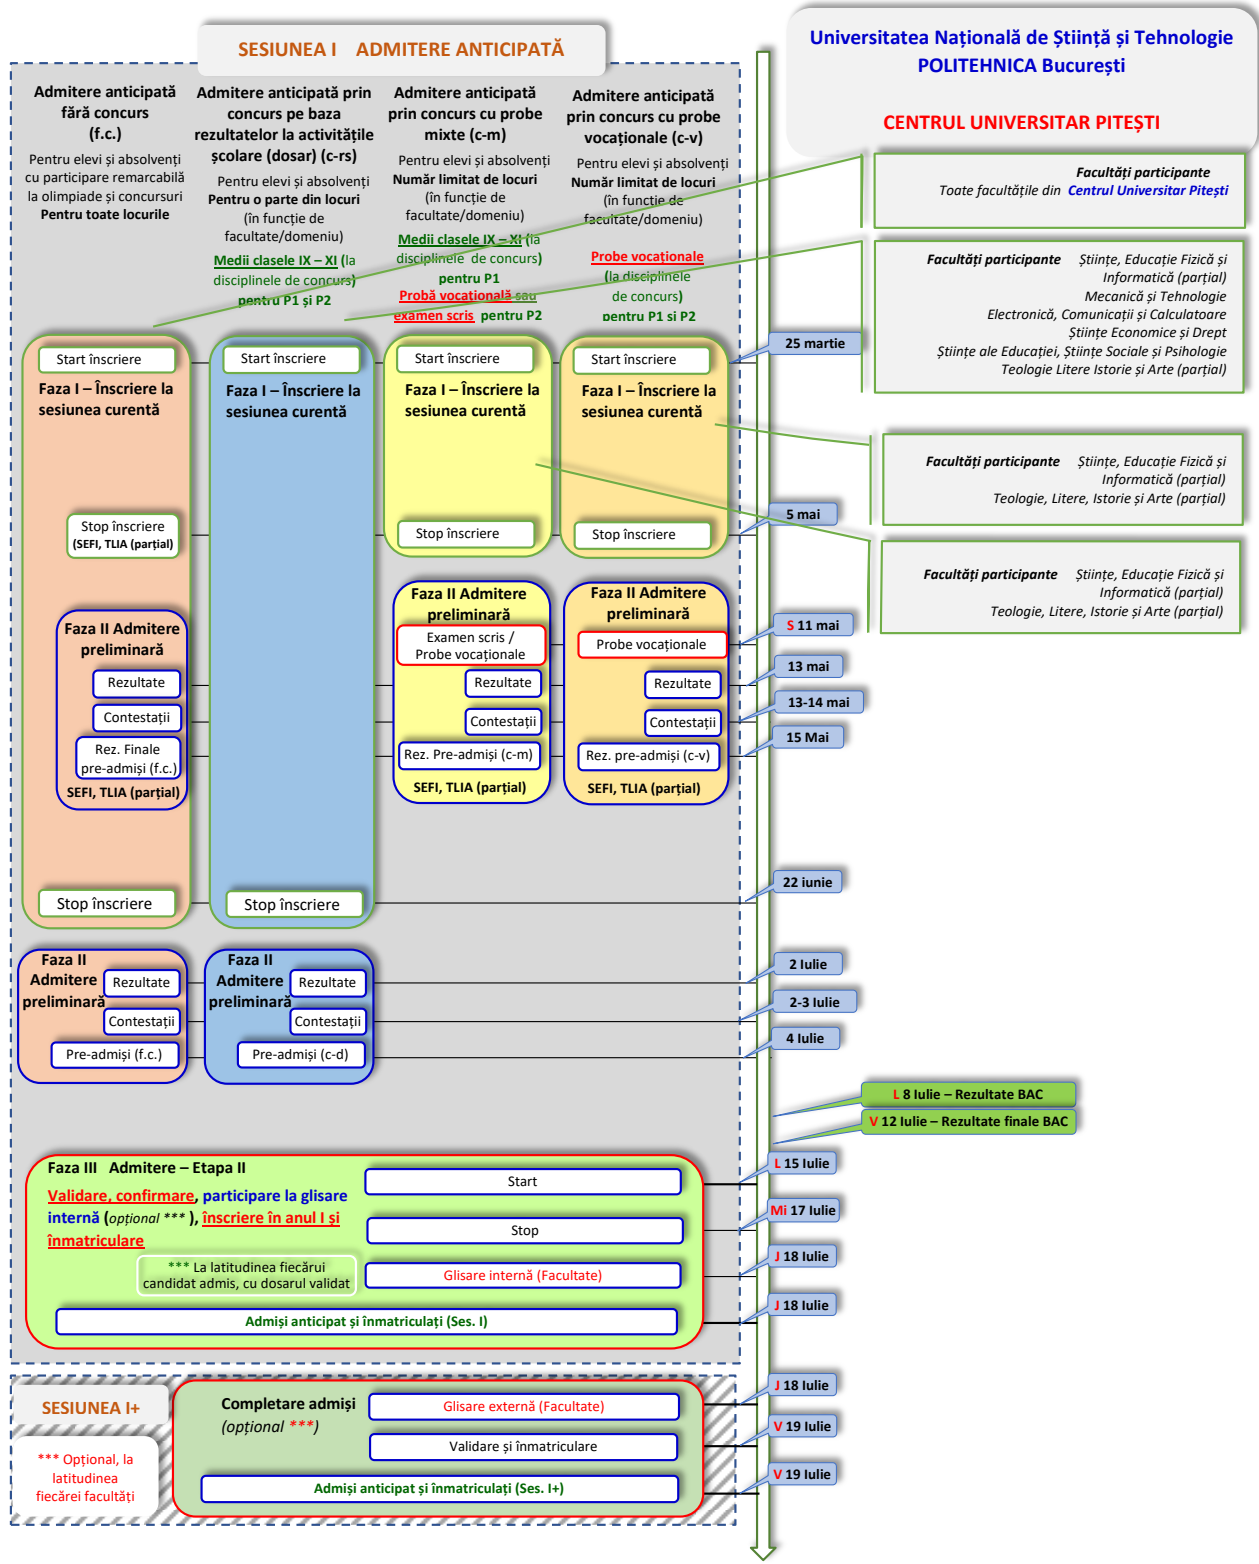 SESIUNEA I ADMITERE ANTICIPATĂ
Universitatea Națională de Știință și Tehnologie
POLITEHNICA București
CENTRUL UNIVERSITAR PITEȘTI
Admitere anticipată
fără concurs
(f.c.)
Pentru elevi și absolvenți
cu participare remarcabilă
la olimpiade și concursuri
Pentru toate locurile
Admitere anticipată prin
concurs pe baza
rezultatelor la activitățile
școlare (dosar) (c-rs)
Pentru elevi și absolvenți
Pentru o parte din locuri
(în funcție de
facultate/domeniu)
Medii clasele IX – XI (la
disciplinele de concurs)
pentru P1 și P2
Admitere anticipată
prin concurs cu probe
mixte (c-m)
Pentru elevi și absolvenți
Număr limitat de locuri
(în funcție de
facultate/domeniu)
Medii clasele IX – XI (la
disciplinele de concurs)
pentru P1
Probă vocațională sau
examen scris pentru P2
Admitere anticipată
prin concurs cu probe
vocaționale (c-v)
Pentru elevi și absolvenți
Număr limitat de locuri
(în funcție de
facultate/domeniu)
Probe vocaționale
(la disciplinele
de concurs)
pentru P1 si P2
Facultăți participante
Toate facultățile din Centrul Universitar Pitești
Facultăți participante Științe, Educație Fizică și
Informatică (parțial)
Mecanică și Tehnologie
Electronică, Comunicații și Calculatoare
Științe Economice și Drept
Științe ale Educației, Științe Sociale și Psihologie
Teologie Litere Istorie și Arte (parțial)
Start înscriere
Start înscriere
Start înscriere
Start înscriere
25 martie
Faza I – Înscriere la
sesiunea curentă
Faza I – Înscriere la
sesiunea curentă
Faza I – Înscriere la
sesiunea curentă
Faza I – Înscriere la
sesiunea curentă
Facultăți participante Științe, Educație Fizică și
Informatică (parțial)
Teologie, Litere, Istorie și Arte (parțial)
Stop înscriere
(SEFI, TLIA (parțial)
Stop înscriere
Stop înscriere
5 mai
Facultăți participante Științe, Educație Fizică și
Informatică (parțial)
Teologie, Litere, Istorie și Arte (parțial)
Faza II Admitere
preliminară
Rezultate
Contestații
Rez. Finale
pre-admiși (f.c.)
SEFI, TLIA (parțial)
Faza II Admitere
preliminară
Examen scris /
Probe vocaționale
Rezultate
Contestații
Rez. Pre-admiși (c-m)
SEFI, TLIA (parțial)
Faza II Admitere
preliminară
Probe vocaționale
Rezultate
Contestații
Rez. pre-admiși (c-v)
SEFI, TLIA (parțial)
S 11 mai
13 mai
13-14 mai
15 Mai
Stop înscriere
Stop înscriere
22 iunie
Faza II
Admitere
preliminară
Rezultate
Contestații
Pre-admiși (f.c.)
Faza II
Admitere
preliminară
Rezultate
Contestații
Pre-admiși (c-d)
2 Iulie
2-3 Iulie
4 Iulie
L 8 Iulie – Rezultate BAC
V 12 Iulie – Rezultate finale BAC
Faza III Admitere – Etapa II
Validare, confirmare, participare la glisare
internă (opțional *** ), înscriere în anul I și
înmatriculare
*** La latitudinea fiecărui
candidat admis, cu dosarul validat
Start
Stop
Glisare internă (Facultate)
Admiși anticipat și înmatriculați (Ses. I)
L 15 Iulie
Mi 17 Iulie
J 18 Iulie
J 18 Iulie
SESIUNEA I+
*** Opțional, la
latitudinea
fiecărei facultăți
Completare admiși
(opțional ***)
Glisare externă (Facultate)
Validare și înmatriculare
Admiși anticipat și înmatriculați (Ses. I+)
J 18 Iulie
V 19 Iulie
V 19 Iulie